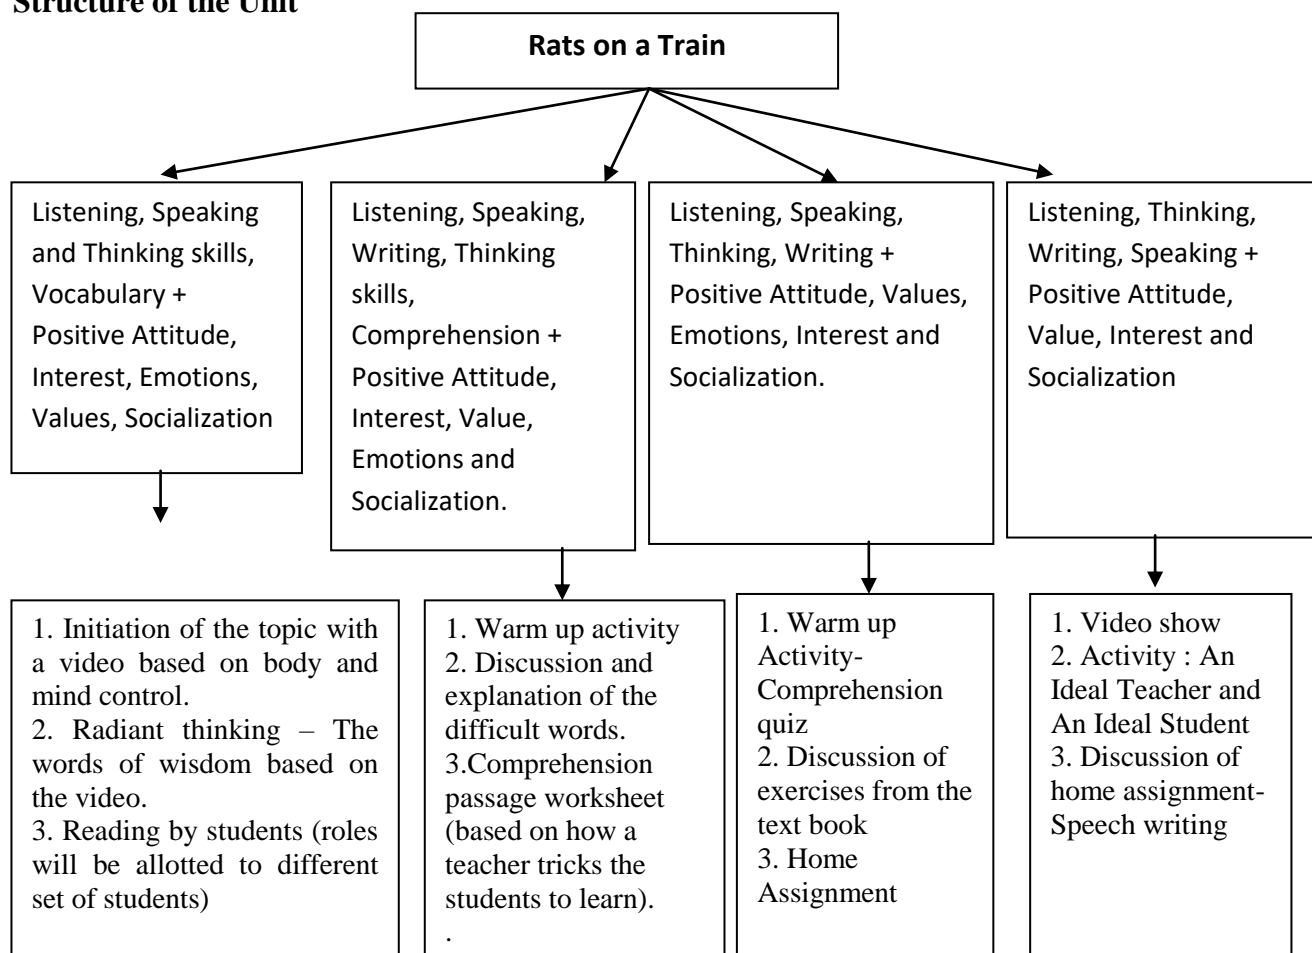 Structure of the Unit
Rats on a Train
Listening, Speaking
and Thinking skills,
Vocabulary +
Positive Attitude,
Interest, Emotions,
Values, Socialization
Listening, Speaking,
Writing, Thinking
skills,
Comprehension +
Positive Attitude,
Interest, Value,
Emotions and
Socialization.
Listening, Speaking,
Thinking, Writing +
Positive Attitude, Values,
Emotions, Interest and
Socialization.
Listening, Thinking,
Writing, Speaking +
Positive Attitude,
Value, Interest and
Socialization
1. Initiation of the topic with
a video based on body and
mind control.
2. Radiant thinking – The
words of wisdom based on
the video.
3. Reading by students (roles
will be allotted to different
set of students)
1. Warm up activity
2. Discussion and
explanation of the
difficult words.
3.Comprehension
passage worksheet
(based on how a
teacher tricks the
students to learn).
.
1. Warm up
Activity-
Comprehension
quiz
2. Discussion of
exercises from the
text book
3. Home
Assignment
1. Video show
2. Activity : An
Ideal Teacher and
An Ideal Student
3. Discussion of
home assignment-
Speech writing